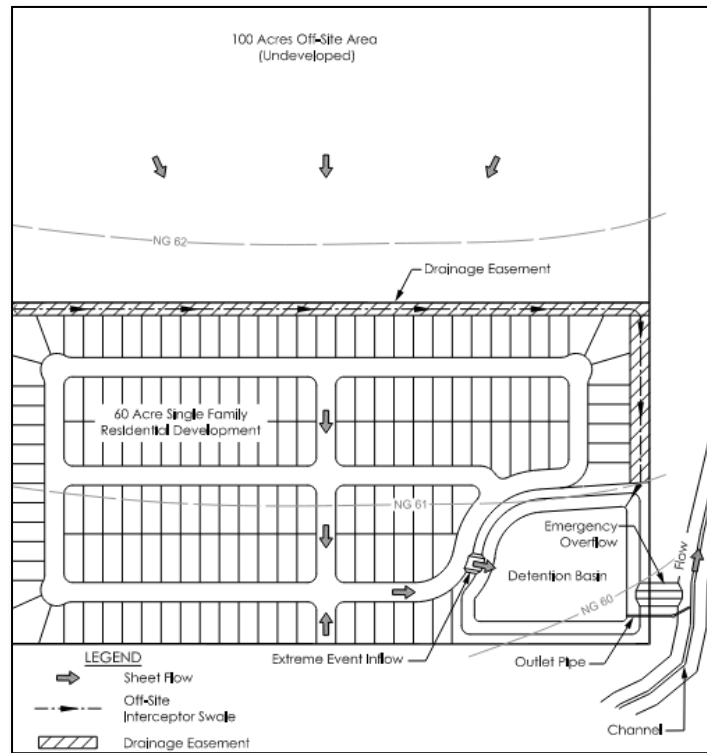 100 Acres Off-Site Area
(Undeveloped)
NG 62
Drainage Easement
60 Acre Single Family
Residential Development
NG 61
Emergency
Overflow
Flow
Detention Basin
NG 60
Extreme Event Inflow
Outlet Pipe
Channel
LEGEND
Sheet Flow
Off-Site
Interceptor Swale
Drainage Easement